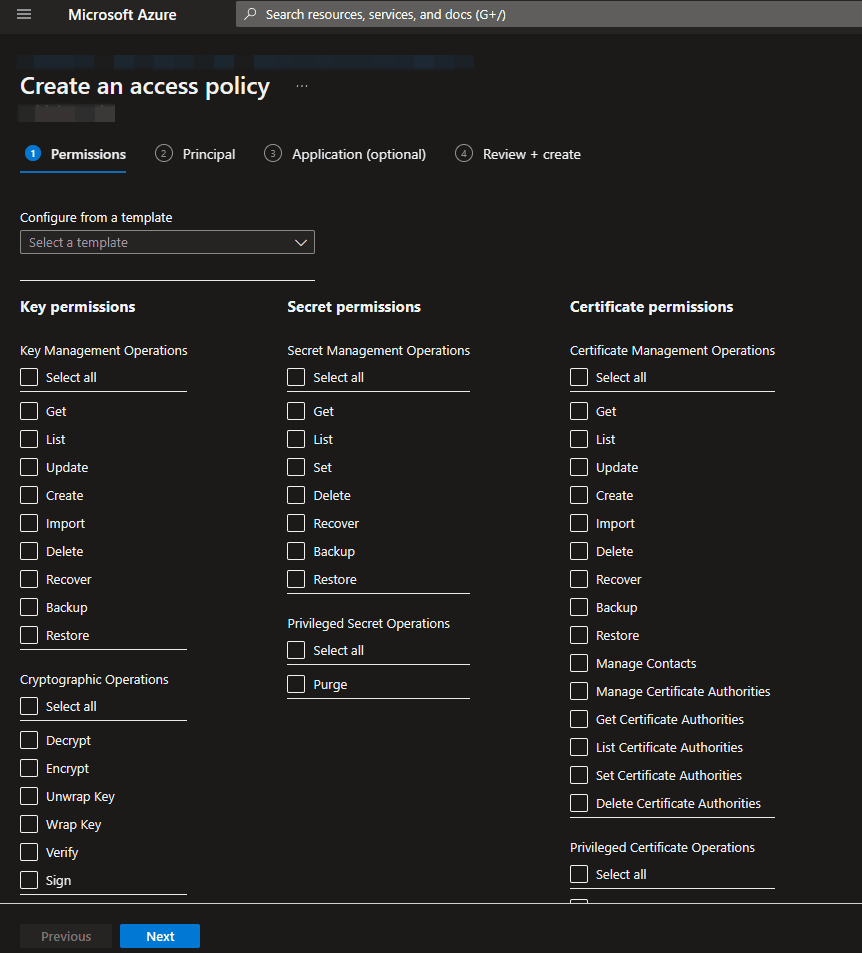 Microsoft Azure
Search resources, services, and docs (G+/)
Create an access policy ...
1 Permissions
2 Principal
3 Application (optional)
4 Review + create
Configure from a template
Select a template
Key permissions
Key Management Operations
Select all
Get
List
Update
Create
Import
Delete
Recover
Backup
Restore
Cryptographic Operations
Select all
Decrypt
Encrypt
Unwrap Key
Wrap Key
Verify
Sign
Secret permissions
Secret Management Operations
Select all
Get
List
Set
Delete
Recover
Backup
Restore
Privileged Secret Operations
Select all
Purge
Certificate permissions
Certificate Management Operations
Select all
Get
List
Update
Create
Import
Delete
Recover
Backup
Restore
Manage Contacts
Manage Certificate Authorities
Get Certificate Authorities
List Certificate Authorities
Set Certificate Authorities
Delete Certificate Authorities
Privileged Certificate Operations
Select all
Previous
Next